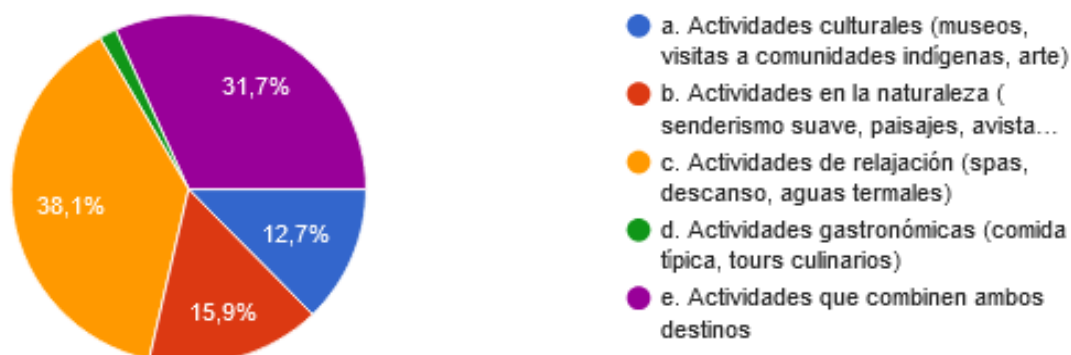 31,7%
38,1%
12,7%
15,9%
a. Actividades culturales (museos,
visitas a comunidades indígenas, arte)
b. Actividades en la naturaleza (
senderismo suave, paisajes, avista...
c. Actividades de relajación (spas,
descanso, aguas termales)
d. Actividades gastronómicas (comida
típica, tours culinarios)
e. Actividades que combinen ambos
destinos